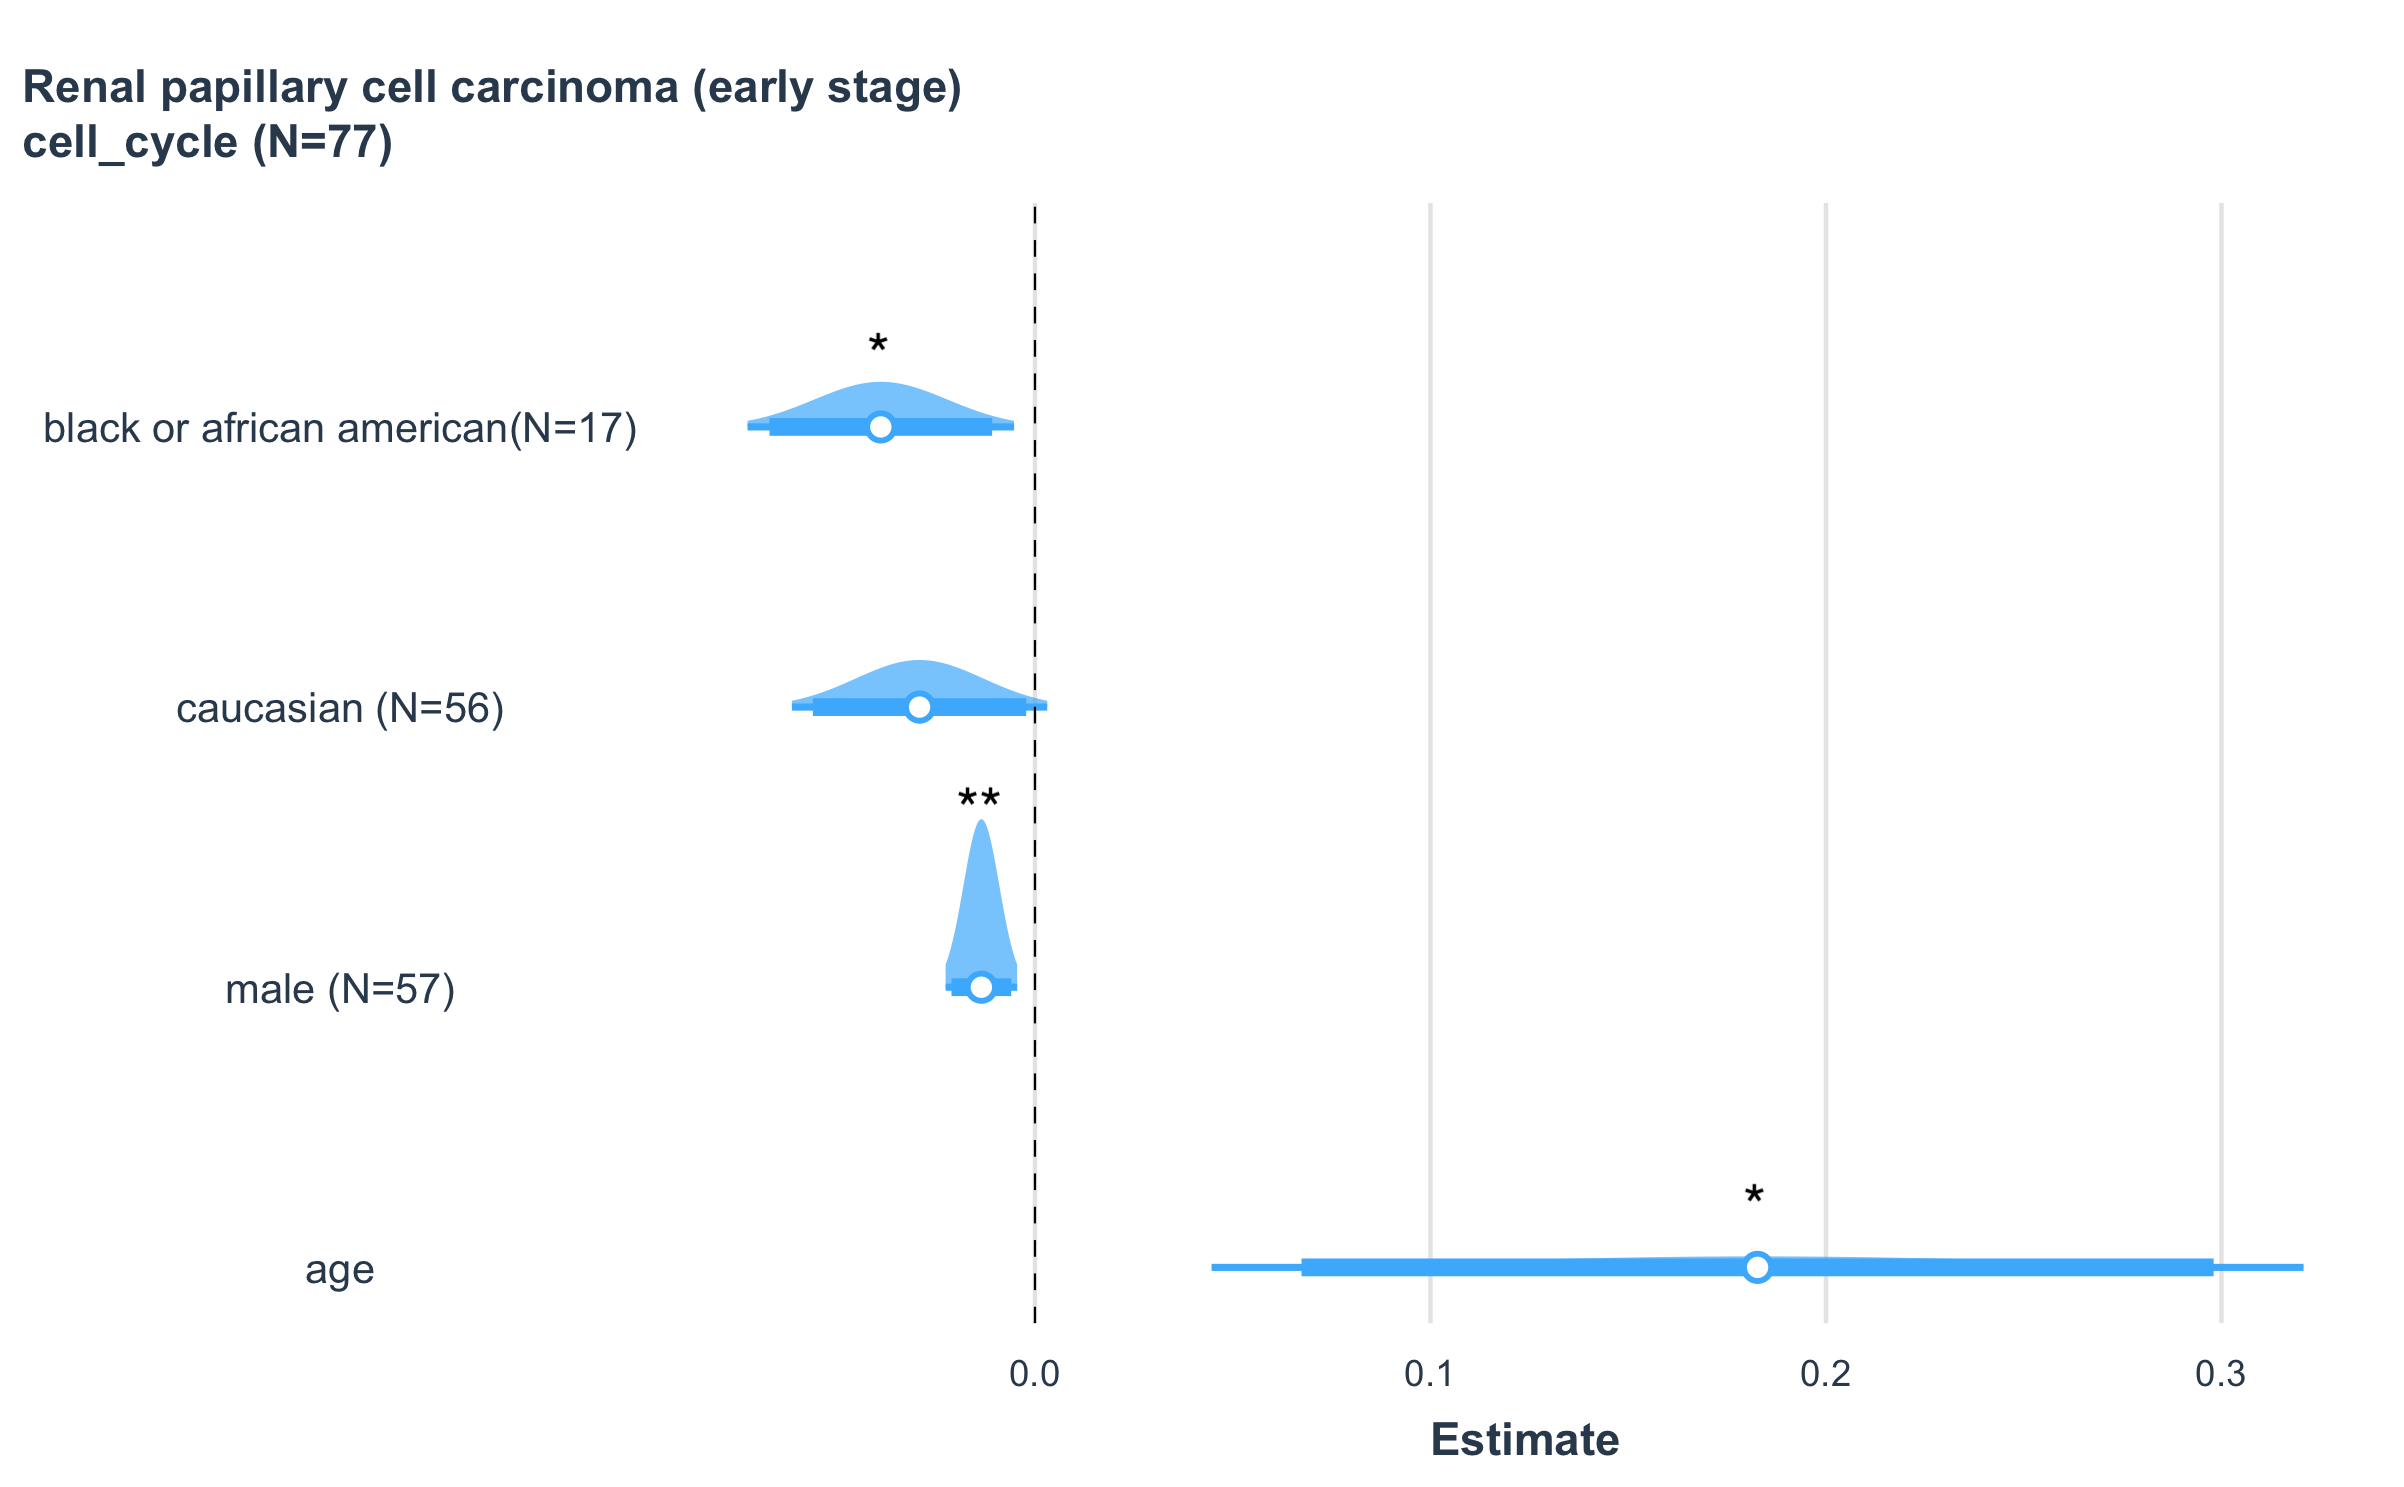 Renal papillary cell carcinoma (early stage)
cell_cycle (N=77)
*
black or african american(N=17)
caucasian (N=56)
**
male (N=57)
*
age
0.0 0.1 0.2 0.3
Estimate